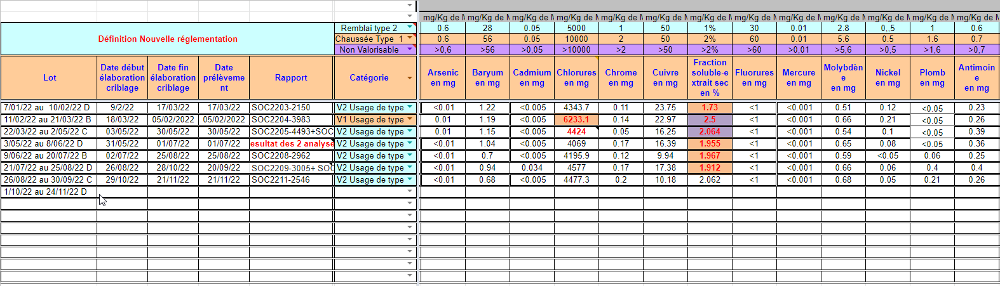 mg/Kg de M mg/Kg de M mg/Kg de M mg/Kg de M mg/Kg de M mg/Kg de M mg/Kg de M mg/Kg de M mg/Kg de M mg/Kg de M mg/Kg de M mg/Kg de M mg/Kg de M
Remblai type 2 0.6 28 0.05 5000 1 50 1% 30 0.01 2.8 0,.5 1 0.6
Définition Nouvelle réglementation
Chaussée Type 1 0.6 56 0.05 10000 2 50 2% 60 0.01 5.6 0.5 1.6 0.7
Non Valorisable >0,6 >56 >0,05 >10000 >2 >50 >2% >60 >0,01 >5,6 >0,5 >1,6 >0,7
Lot
Date début
élaboration
criblage
Date fin
élaboration
criblage
Date
prélèveme
nt
Rapport
Catégorie
Arsenic
en mg
Baryum
en mg
Cadmium
en mg
Chlorures
en mg
Chrome
en mg
Cuivre
en mg
Fraction
soluble-e
xtrait sec
en %
Fluorures
en mg
Mercure
en mg
Molybdèn
e
en mg
Nickel
en mg
Plomb
en mg
Antimoin
e
en mg
7/01/22 au 10/02/22 D 9/2/22 17/03/22 17/03/22 SOC2203-2150 V2 Usage de type <0.01 1.22 <0.005 4343.7 0.11 23.75 1.73 <1 <0.001 0.51 0.12 <0.05 0.23
11/02/22 au 21/03/22 B 18/03/22 05/02/2022 05/02/2022 SOC2204-3983 V1 Usage de type 0.01 1.19 <0.005 6233.1 0.14 22.97 2.5 <1 <0.001 0.66 0.21 <0.05 0.26
22/03/22 au 2/05/22 C 03/05/22 30/05/22 30/05/22 SOC2205-4493+SOC V2 Usage de type 0.01 1.15 <0.005 4424 0.05 16.25 2.064 <1 <0.001 0.54 0.1 <0.05 0.39
3/05/22 au 8/06/22 D 31/05/22 01/07/22 01/07/22 esultat des 2 analyse V2 Usage de type <0.01 1.04 <0.005 4069 0.17 16.39 1.955 <1 <0.001 0.65 0.08 <0.05 0.36
9/06/22 au 20/07/22 B 02/07/22 25/08/22 25/08/22 SOC2208-2962 V2 Usage de type <0.01 0.7 <0.005 4195.9 0.12 9.94 1.967 <1 <0.001 0.59 <0.05 0.06 0.25
21/07/22 au 25/08/22 D 26/08/22 28/10/22 20/09/22 SOC2209-3005+ SOC V2 Usage de type <0.01 0.94 0.034 4577 0.17 17.38 1.912 <1 <0.001 0.66 0.06 0.4 0.4
26/08/22 au 30/09/22 C 29/10/22 21/11/22 21/11/22 SOC2211-2546 V2 Usage de type <0.01 0.68 <0.005 4477.3 0.2 10.18 2.062 <1 <0.001 0.68 0.05 0.21 0.26
1/10/22 au 24/11/22 D